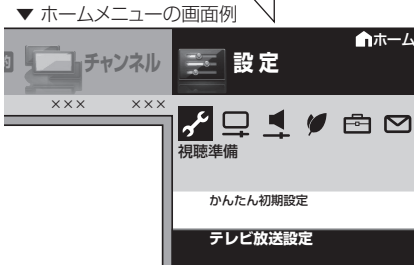 ▼ ホームメニューの画面例
ホーム
チャンネル
設定
××× ×××
視聴準備
かんたん初期設定
テレビ放送設定